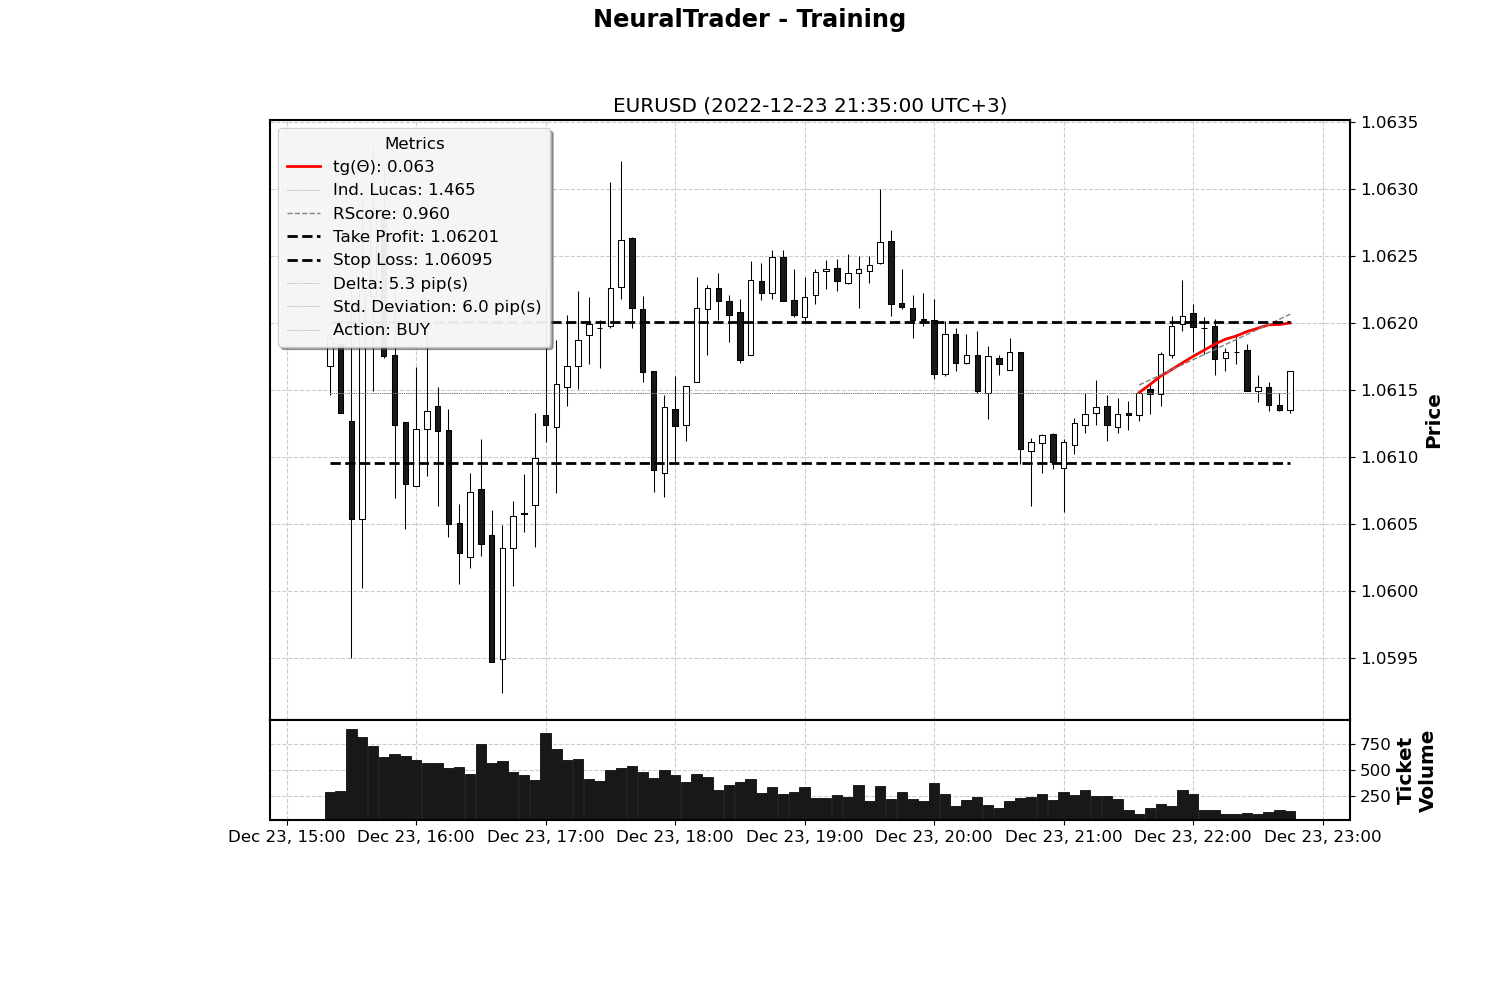 NeuralTrader - Training
EURUSD (2022-12-23 21:35:00 UTC+3)
Metrics
tg(Θ): 0.063
Ind. Lucas: 1.465
RScore: 0.960
Take Profit: 1.06201
Stop Loss: 1.06095
Delta: 5.3 pip(s)
Std. Deviation: 6.0 pip(s)
Action: BUY
1.0635
1.0630
1.0625
1.0620
1.0615
1.0610
1.0605
1.0600
1.0595
Price
750
500
250
Ticket
Volume
Dec 23, 15:00
Dec 23, 16:00
Dec 23, 17:00
Dec 23, 18:00
Dec 23, 19:00
Dec 23, 20:00
Dec 23, 21:00
Dec 23, 22:00
Dec 23, 23:00